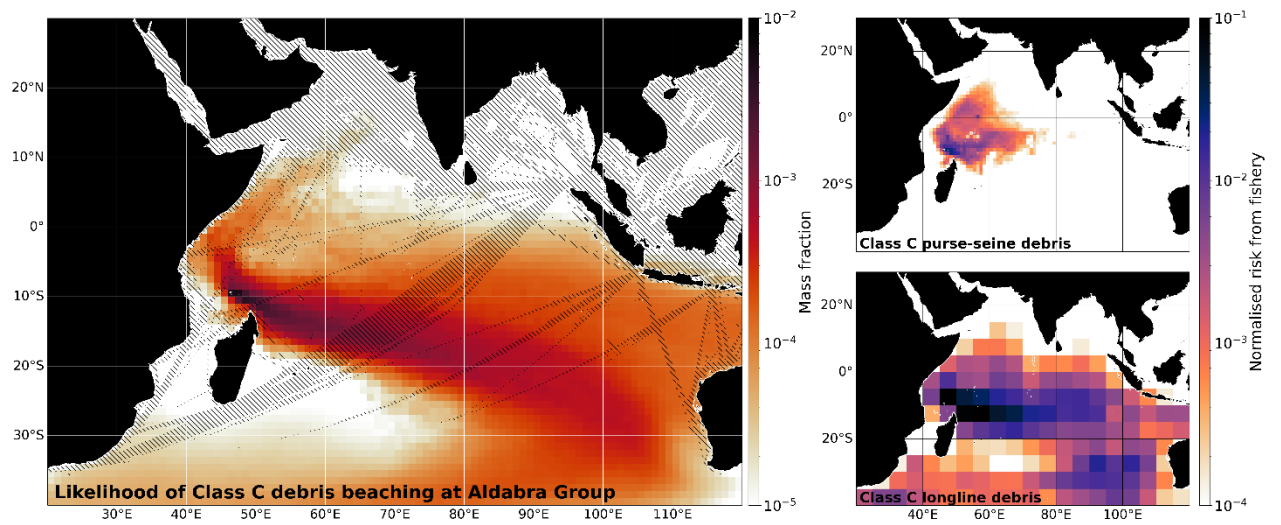 20°N
10°N
0°
10°S
20°S
30°S
30°E
40°E
50°E
60°E
70°E
80°E
90°E
100°E
110°E
Likelihood of Class C debris beaching at Aldabra Group
10⁻²
10⁻³
10⁻⁴
10⁻⁵
Mass fraction
20°N
0°
20°S
Class C purse-seine debris
20°N
0°
20°S
40°E
60°E
80°E
100°E
Class C longline debris
10⁻¹
10⁻²
10⁻³
10⁻⁴
Normalised risk from fishery